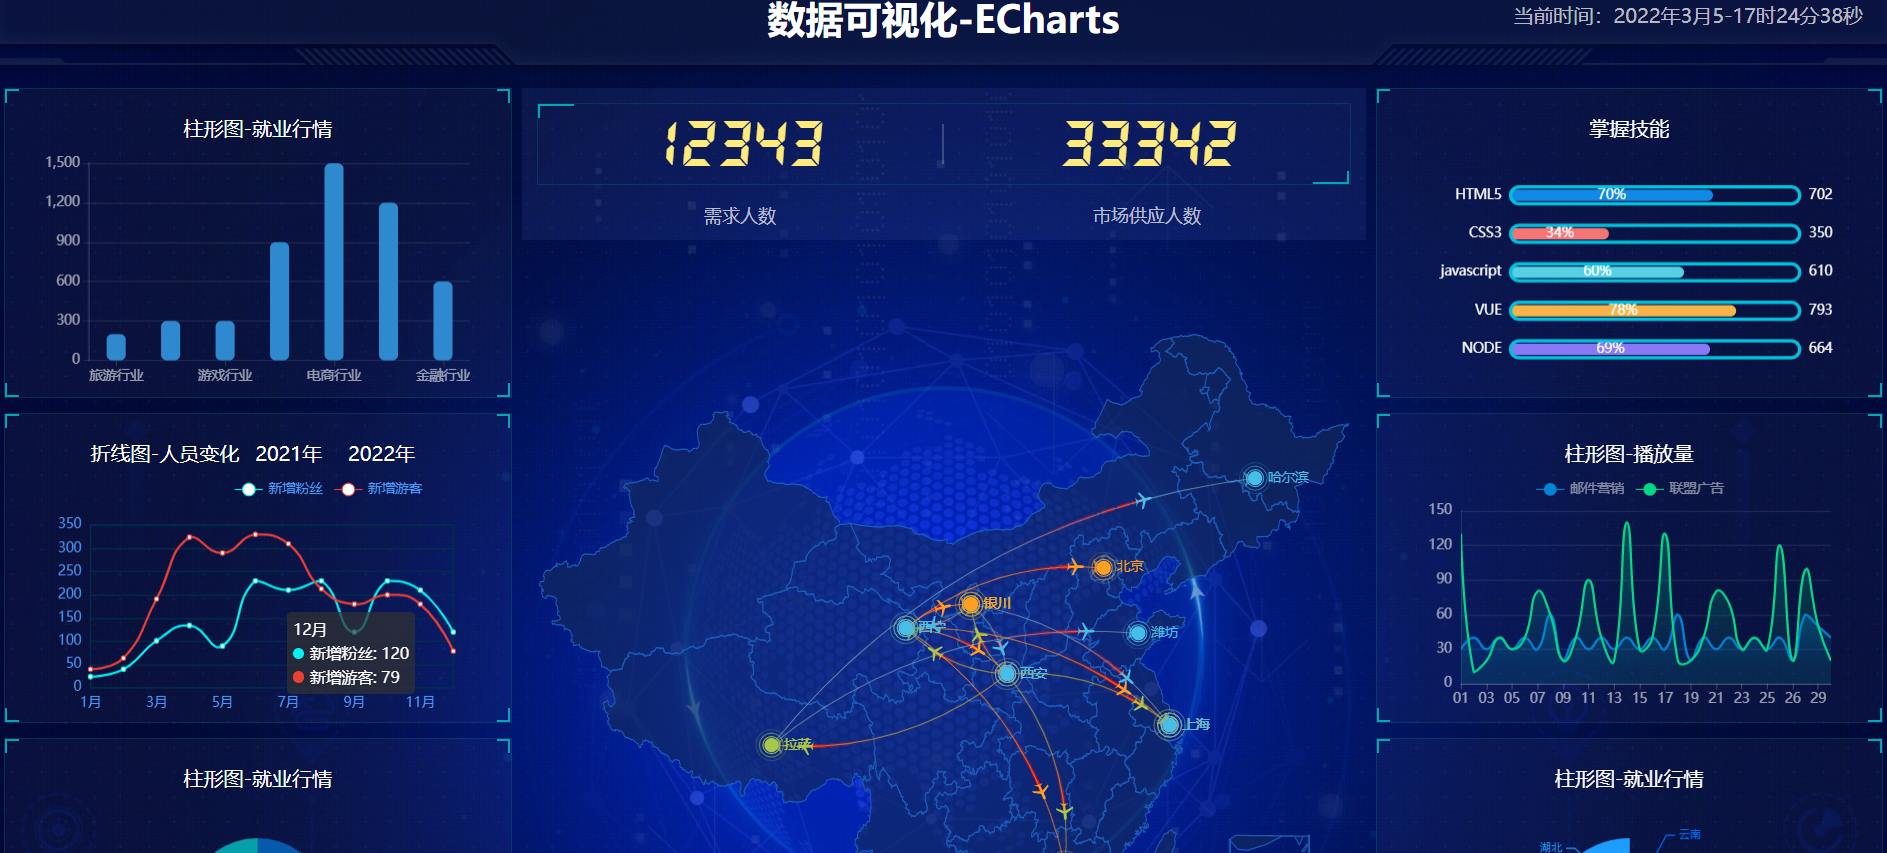 数据可视化-ECharts
当前时间：2022年3月5-17时24分38秒
柱形图-就业行情
1,500
1,200
900
600
300
0
旅游行业 游戏行业 电商行业 金融行业
折线图-人员变化 2021年 2022年
新增粉丝 新增游客
350
300
250
200
150
100
50
0
1月 3月 5月 7月 9月 11月
12月
新增粉丝: 120
新增游客: 79
柱形图-就业行情
12343 33342
需求人数 市场供应人数
哈尔滨
北京
银川
西宁
潍坊
西安
上海
拉萨
掌握技能
HTML5 70% 702
CSS3 34% 350
javascript 60% 610
VUE 78% 793
NODE 69% 664
柱形图-播放量
邮件营销 联盟广告
150
120
90
60
30
0
01 03 05 07 09 11 13 15 17 19 21 23 25 27 29
柱形图-就业行情
云南
湖北